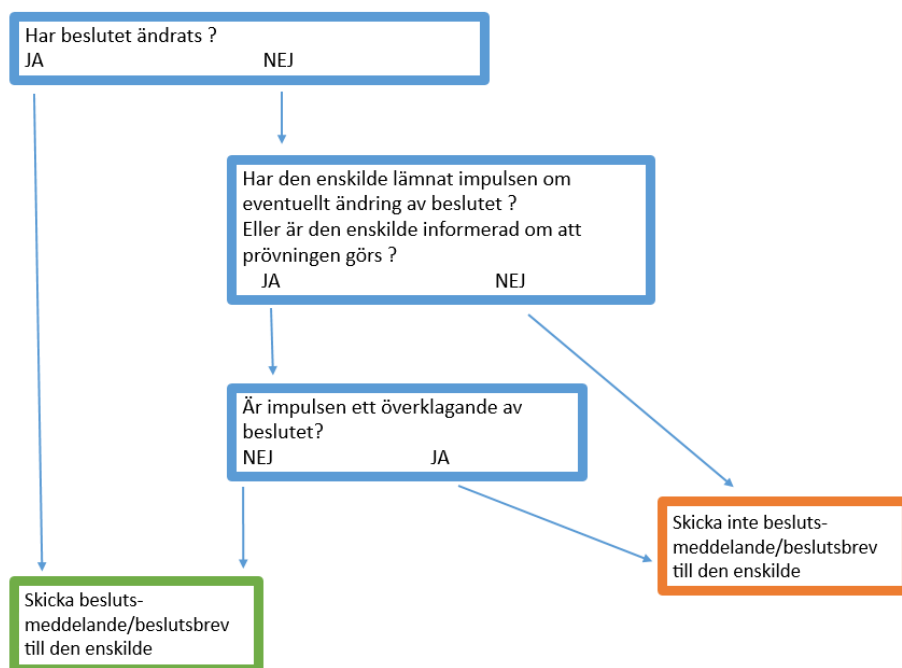 Har beslutet ändrats ?
JA NEJ
Har den enskilde lämnat impulsen om
eventuellt ändring av beslutet ?
Eller är den enskilde informerad om att
prövningen görs ?
JA NEJ
Är impulsen ett överklagande av
beslutet?
NEJ JA
Skicka inte besluts-
meddelande/beslutsbrev
till den enskilde
Skicka besluts-
meddelande/beslutsbrev
till den enskilde